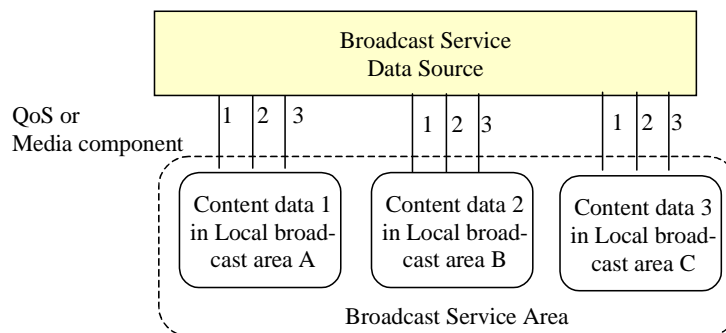 Broadcast Service
Data Source
QoS or
Media component
1 2 3
1 2 3
1 2 3
Content data 1
in Local broad-
cast area A
Content data 2
in Local broad-
cast area B
Content data 3
in Local broad-
cast area C
Broadcast Service Area